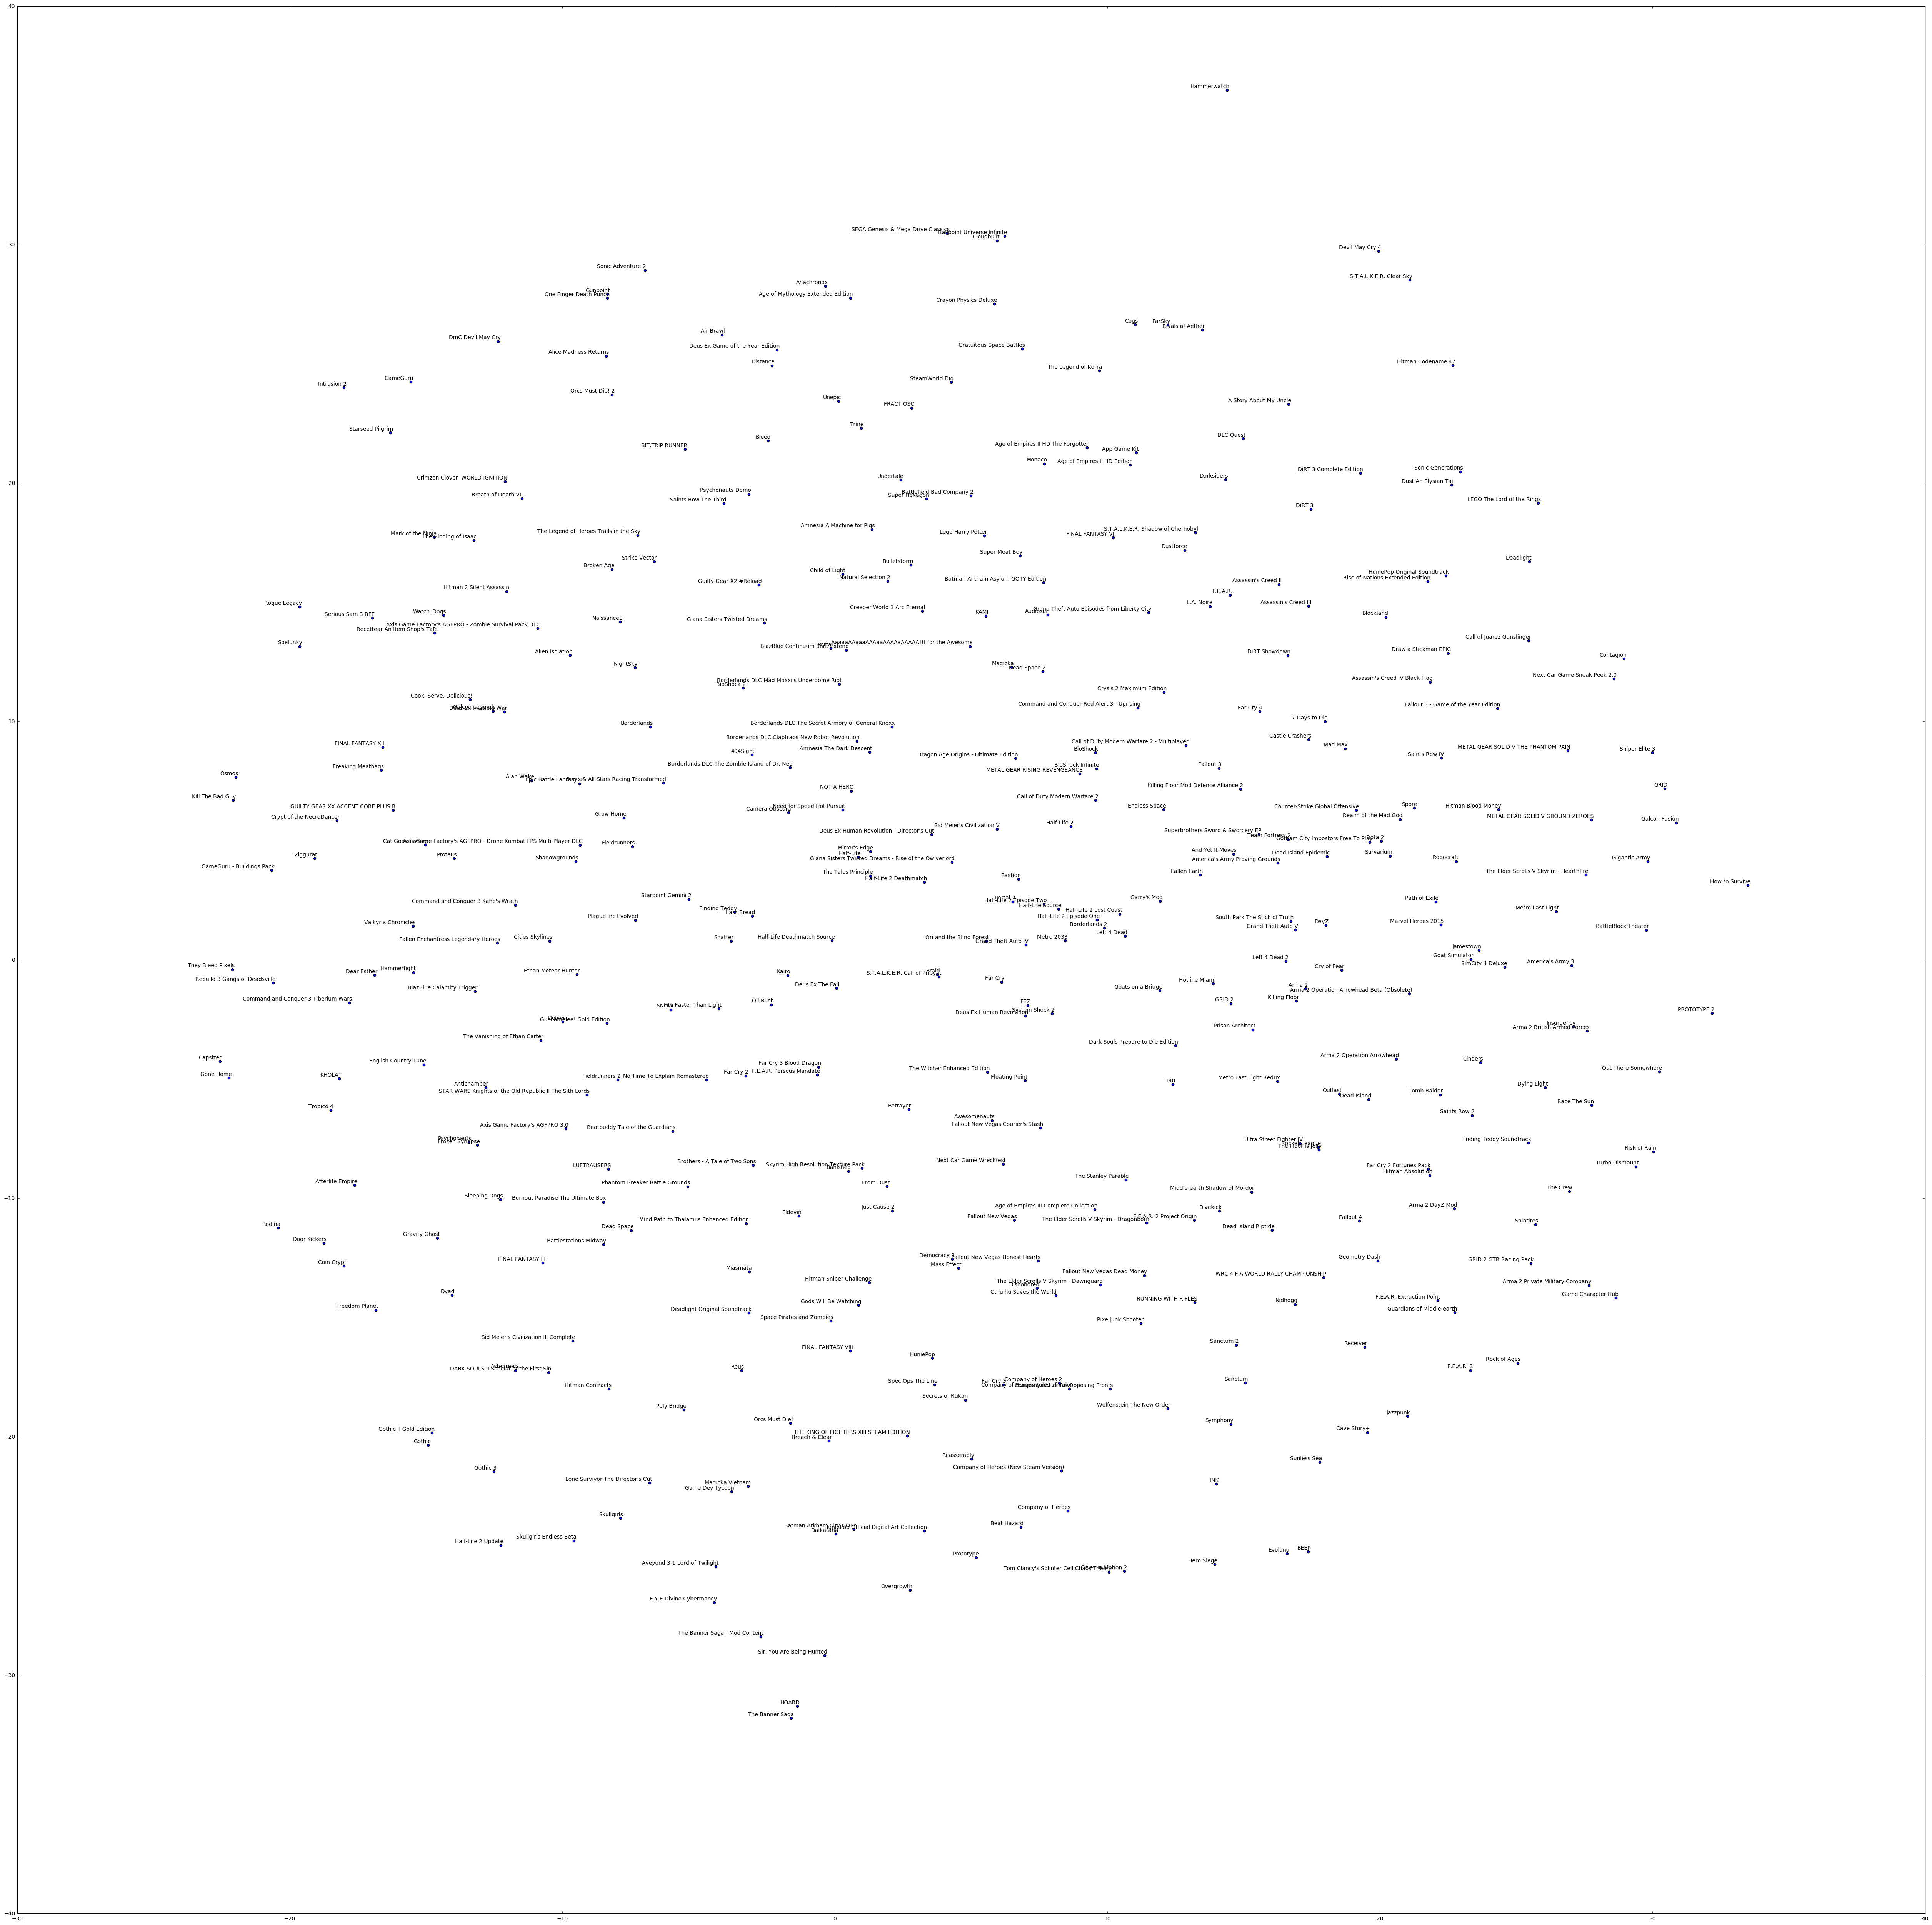 40
Hammerwatch
SEGA Genesis & Mega Drive Classics
Cloudbuilt
30
Devil May Cry 4
Sonic Adventure 2
S.T.A.L.K.E.R. Clear Sky
Anachronox
Gunpoint
One Finger Death Punch
Age of Mythology Extended Edition
Crayon Physics Deluxe
Cogs
FarSky
Rivals of Aether
Air Brawl
DmC Devil May Cry
Deus Ex Game of the Year Edition
Gratuitous Space Battles
Alice Madness Returns
Distance
Hitman Codename 47
The Legend of Korra
GameGuru
SteamWorld Dig
Intrusion 2
Orcs Must Die! 2
Unepic
A Story About My Uncle
FRACT OSC
Trine
Starseed Pilgrim
DLC Quest
Bleed
Age of Empires II HD The Forgotten
BIT.TRIP RUNNER
App Game Kit
Monaco
Age of Empires II HD Edition
DiRT 3 Complete Edition
Sonic Generations
20
Undertale
Darksiders
Crimzon Clover  WORLD IGNITION
Dust An Elysian Tail
Psychonauts Demo
Battlefield Bad Company 2
Super Hexagon
Breath of Death VII
Saints Row The Third
LEGO The Lord of the Rings
DiRT 3
Amnesia A Machine for Pigs
S.T.A.L.K.E.R. Shadow of Chernobyl
Mark of the Ninja
The Binding of Isaac
The Legend of Heroes Trails in the Sky
Lego Harry Potter
FINAL FANTASY VII
Dustforce
Super Meat Boy
Strike Vector
Deadlight
Bulletstorm
Broken Age
Child of Light
HuniePop Original Soundtrack
Natural Selection 2
Rise of Nations Extended Edition
Guilty Gear X2 #Reload
Batman Arkham Asylum GOTY Edition
Assassin's Creed II
Hitman 2 Silent Assassin
F.E.A.R.
L.A. Noire
Assassin's Creed III
Rogue Legacy
Creeper World 3 Arc Eternal
Grand Theft Auto Episodes from Liberty City
Watch_Dogs
KAMI
Audiosurf
Serious Sam 3 BFE
Blockland
NaissanceE
Giana Sisters Twisted Dreams
Axis Game Factory's AGFPRO - Zombie Survival Pack DLC
Recettear An Item Shop's Tale
Call of Juarez Gunslinger
Spelunky
AaaaaAAaaaAAAaaAAAAaAAAAA!!! for the Awesome
BlazBlue Continuum Shift Extend
Draw a Stickman EPIC
Alien Isolation
DiRT Showdown
Contagion
NightSky
Magicka
Dead Space 2
Next Car Game Sneak Peek 2.0
Borderlands DLC Mad Moxxi's Underdome Riot
BioShock 2
Assassin's Creed IV Black Flag
Crysis 2 Maximum Edition
Cook, Serve, Delicious!
Command and Conquer Red Alert 3 - Uprising
Far Cry 4
Fallout 3 - Game of the Year Edition
Deus Ex Invisible War
10
7 Days to Die
Borderlands
Borderlands DLC The Secret Armory of General Knoxx
Castle Crashers
Borderlands DLC Claptraps New Robot Revolution
Call of Duty Modern Warfare 2 - Multiplayer
Mad Max
FINAL FANTASY XIII
404Sight
Amnesia The Dark Descent
BioShock
METAL GEAR SOLID V THE PHANTOM PAIN
Sniper Elite 3
Dragon Age Origins - Ultimate Edition
Saints Row IV
Freaking Meatbags
Borderlands DLC The Zombie Island of Dr. Ned
BioShock Infinite
Fallout 3
METAL GEAR RISING REVENGEANCE
Osmos
Alan Wake
Sonic & All-Stars Racing Transformed
NOT A HERO
Killing Floor Mod Defence Alliance 2
GRID
Kill The Bad Guy
Call of Duty Modern Warfare 2
GUILTY GEAR XX ACCENT CORE PLUS R
Need for Speed Hot Pursuit
Camera Obscura
Endless Space
Counter-Strike Global Offensive
Spore
Hitman Blood Money
Crypt of the NecroDancer
Grow Home
Realm of the Mad God
METAL GEAR SOLID V GROUND ZEROES
Galcon Fusion
Half-Life 2
Sid Meier's Civilization V
Deus Ex Human Revolution - Director's Cut
Superbrothers Sword & Sworcery EP
Team Fortress 2
Dota 2
Gotham City Impostors Free To Play
Axis Game Factory's AGFPRO - Drone Kombat FPS Multi-Player DLC
Fieldrunners
Mirror's Edge
Half-Life
And Yet It Moves
Dead Island Epidemic
Survarium
Ziggurat
Proteus
Shadowgrounds
Giana Sisters Twisted Dreams - Rise of the Owlverlord
America's Army Proving Grounds
Robocraft
Gigantic Army
GameGuru - Buildings Pack
The Talos Principle
Half-Life 2 Deathmatch
Bastion
Fallen Earth
The Elder Scrolls V Skyrim - Hearthfire
How to Survive
Starpoint Gemini 2
Portal 2
Half-Life 2 Episode Two
Garry's Mod
Path of Exile
Command and Conquer 3 Kane's Wrath
Half-Life Source
Finding Teddy
I am Bread
Half-Life 2 Lost Coast
Metro Last Light
Plague Inc Evolved
Half-Life 2 Episode One
South Park The Stick of Truth
Valkyria Chronicles
Borderlands 2
DayZ
Marvel Heroes 2015
Grand Theft Auto V
BattleBlock Theater
Left 4 Dead
Fallen Enchantress Legendary Heroes
Cities Skylines
Shatter
Half-Life Deathmatch Source
Ori and the Blind Forest
Grand Theft Auto IV
Metro 2033
Jamestown
0
Left 4 Dead 2
Goat Simulator
They Bleed Pixels
Hammerfight
SimCity 4 Deluxe
America's Army 3
Dear Esther
Ethan Meteor Hunter
Kairo
Braid
S.T.A.L.K.E.R. Call of Pripyat
Cry of Fear
Rebuild 3 Gangs of Deadsville
Far Cry
Hotline Miami
BlazBlue Calamity Trigger
Deus Ex The Fall
Goats on a Bridge
Arma 2
Arma 2 Operation Arrowhead Beta (Obsolete)
Command and Conquer 3 Tiberium Wars
Oil Rush
FEZ
GRID 2
Killing Floor
SNOW
FTL Faster Than Light
System Shock 2
Deus Ex Human Revolution
PROTOTYPE 2
Guacamelee! Gold Edition
Prison Architect
Insurgency
Arma 2 British Armed Forces
The Vanishing of Ethan Carter
Dark Souls Prepare to Die Edition
Capsized
English Country Tune
Far Cry 3 Blood Dragon
Arma 2 Operation Arrowhead
Cinders
Gone Home
KHOLAT
Fieldrunners 2
No Time To Explain Remastered
Far Cry 2
F.E.A.R. Perseus Mandate
The Witcher Enhanced Edition
Floating Point
Out There Somewhere
Antichamber
140
Metro Last Light Redux
Dying Light
STAR WARS Knights of the Old Republic II The Sith Lords
Outlast
Dead Island
Tomb Raider
Race The Sun
Tropico 4
Betrayer
Saints Row 2
Awesomenauts
Axis Game Factory's AGFPRO 3.0
Beatbuddy Tale of the Guardians
Fallout New Vegas Courier's Stash
Psychonauts
Frozen Synapse
Ultra Street Fighter IV
Finding Teddy Soundtrack
Risk of Rain
LUFTRAUSERS
Brothers - A Tale of Two Sons
Skyrim High Resolution Texture Pack
Banished
Next Car Game Wreckfest
Far Cry 2 Fortunes Pack
Hitman Absolution
Turbo Dismount
The Stanley Parable
Afterlife Empire
Phantom Breaker Battle Grounds
From Dust
Middle-earth Shadow of Mordor
The Crew
-10
Sleeping Dogs
Burnout Paradise The Ultimate Box
Just Cause 2
Age of Empires III Complete Collection
Divekick
Arma 2 DayZ Mod
Eldevin
Fallout New Vegas
The Elder Scrolls V Skyrim - Dragonborn
F.E.A.R. 2 Project Origin
Fallout 4
Rodina
Mind Path to Thalamus Enhanced Edition
Dead Space
Dead Island Riptide
Spintires
Gravity Ghost
Door Kickers
Battlestations Midway
Coin Crypt
FINAL FANTASY III
Democracy 3
Fallout New Vegas Honest Hearts
Mass Effect
Geometry Dash
GRID 2 GTR Racing Pack
Miasmata
Fallout New Vegas Dead Money
WRC 4 FIA WORLD RALLY CHAMPIONSHIP
Hitman Sniper Challenge
The Elder Scrolls V Skyrim - Dawnguard
Dishonored
Arma 2 Private Military Company
Dyad
Cthulhu Saves the World
Game Character Hub
Freedom Planet
Gods Will Be Watching
RUNNING WITH RIFLES
Nidhogg
F.E.A.R. Extraction Point
Deadlight Original Soundtrack
Guardians of Middle-earth
Space Pirates and Zombies
PixelJunk Shooter
Sid Meier's Civilization III Complete
Sanctum 2
Receiver
FINAL FANTASY VIII
HuniePop
Rock of Ages
DARK SOULS II Scholar of the First Sin
Reus
F.E.A.R. 3
Hitman Contracts
Spec Ops The Line
Far Cry 3
Company of Heroes 2
Sanctum
Secrets of Rtikon
Poly Bridge
Wolfenstein The New Order
Orcs Must Die!
Symphony
Jazzpunk
Gothic II Gold Edition
Breach & Clear
THE KING OF FIGHTERS XIII STEAM EDITION
Cave Story+
-20
Gothic
Reassembly
Sunless Sea
Gothic 3
Company of Heroes (New Steam Version)
Lone Survivor The Director's Cut
Magicka Vietnam
Game Dev Tycoon
INK
Company of Heroes
Skullgirls
Batman Arkham City GOTY
Daikatana
Beat Hazard
Half-Life 2 Update
Skullgirls Endless Beta
Prototype
Evoland
BEEP
Aveyond 3-1 Lord of Twilight
Tom Clancy's Splinter Cell Chaos Theory
Cities in Motion 2
Hero Siege
Overgrowth
E.Y.E Divine Cybermancy
The Banner Saga - Mod Content
Sir, You Are Being Hunted
-30
HOARD
The Banner Saga
-40
-30 -20 -10 0 10 20 30 40